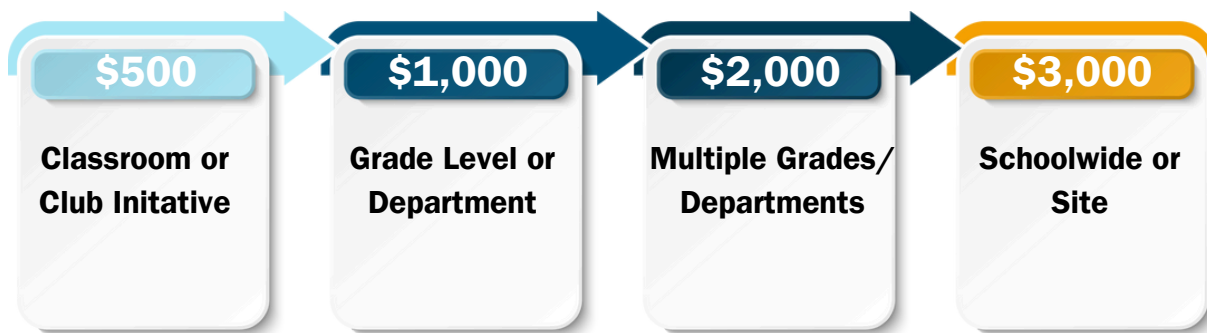 $500
Classroom or
Club Initative
$1,000
Grade Level or
Department
$2,000
Multiple Grades/
Departments
$3,000
Schoolwide or
Site